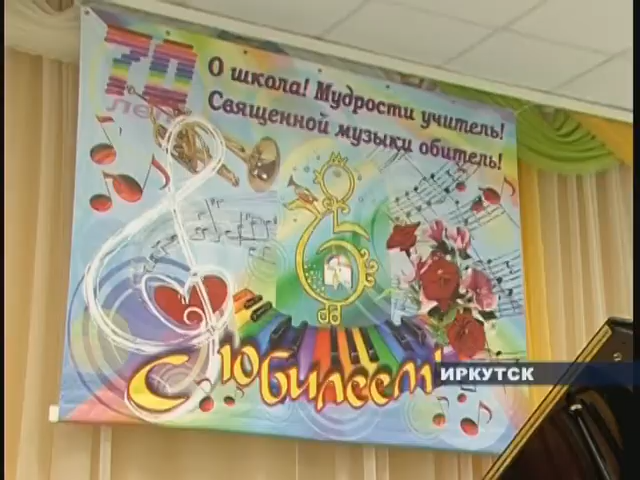 70
лет
О школа! Мудрости учитель!
Священной музыки обитель!
С Юбилеем!
ИРКУТСК